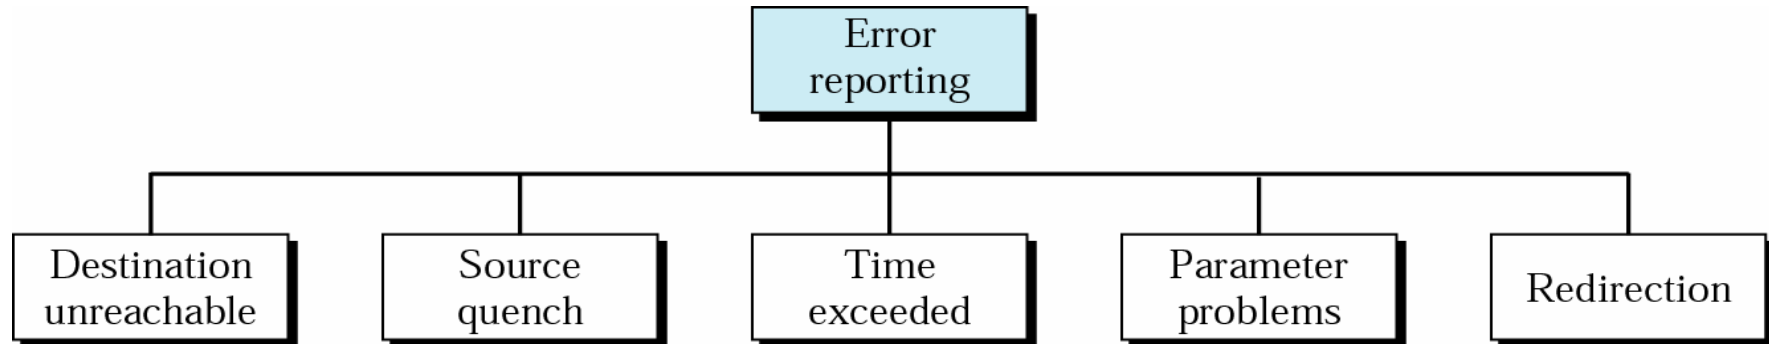 Error
reporting
Destination
unreachable
Source
quench
Time
exceeded
Parameter
problems
Redirection